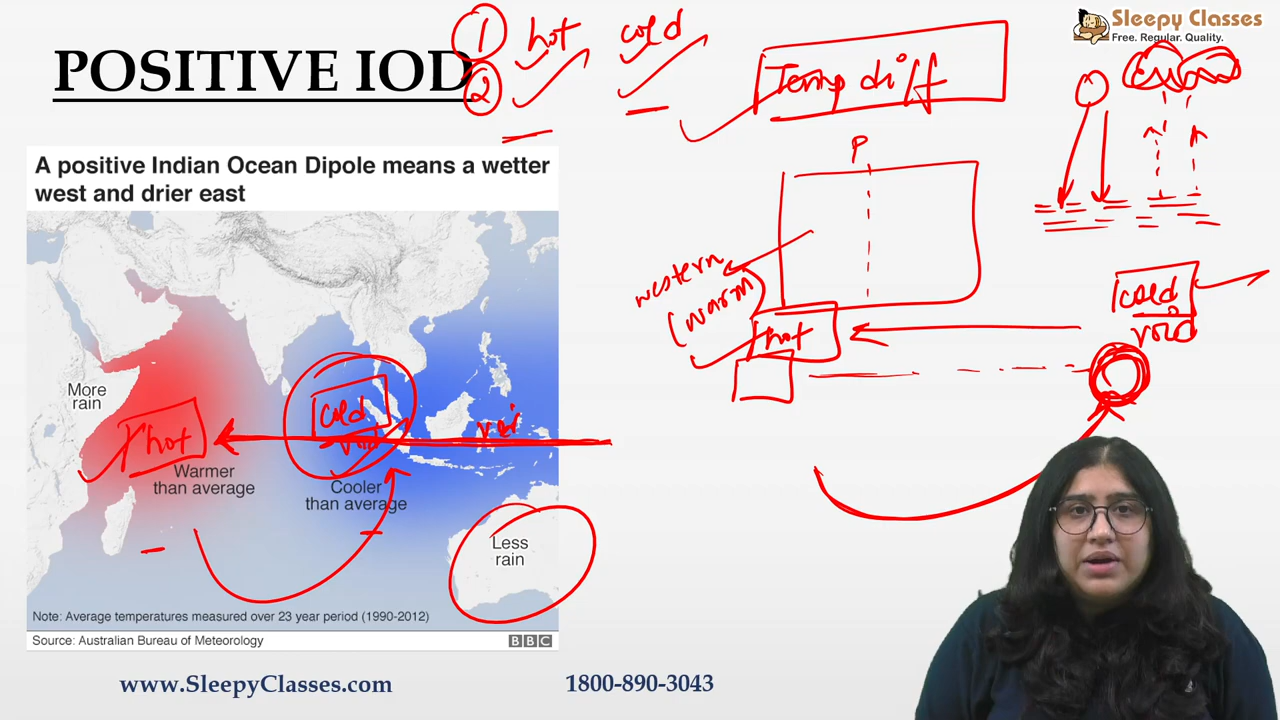 POSITIVE IOD
① hot cold
②
Temp diff
Sleepy Classes
Free. Regular. Quality.
A positive Indian Ocean Dipole means a wetter
west and drier east
P
western
(warm
hot
cold
void
More
rain
hot
cold
void
Warmer
than average
Cooler
than average
Less
rain
Note: Average temperatures measured over 23 year period (1990-2012)
Source: Australian Bureau of Meteorology
BBC
www.SleepyClasses.com
1800-890-3043